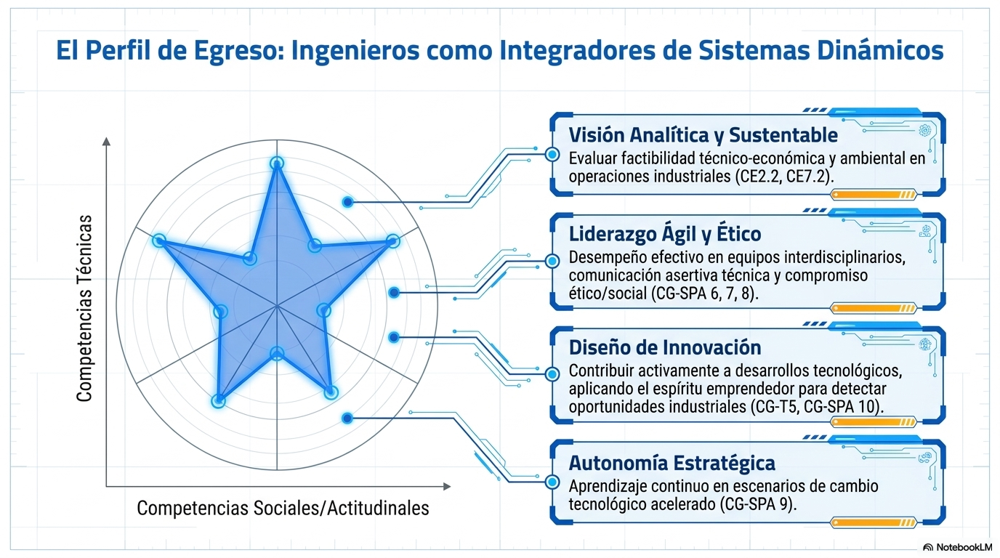 El Perfil de Egreso: Ingenieros como Integradores de Sistemas Dinámicos
Competencias Técnicas
Competencias Sociales/Actitudinales
Visión Analítica y Sustentable
Evaluar factibilidad técnico-económica y ambiental en
operaciones industriales (CE2.2, CE7.2).
Liderazgo Ágil y Ético
Desempeño efectivo en equipos interdisciplinarios,
comunicación asertiva técnica y compromiso
ético/social (CG-SPA 6, 7, 8).
Diseño de Innovación
Contribuir activamente a desarrollos tecnológicos,
aplicando el espíritu emprendedor para detectar
oportunidades industriales (CG-T5, CG-SPA 10).
Autonomía Estratégica
Aprendizaje continuo en escenarios de cambio
tecnológico acelerado (CG-SPA 9).
NotebookLM